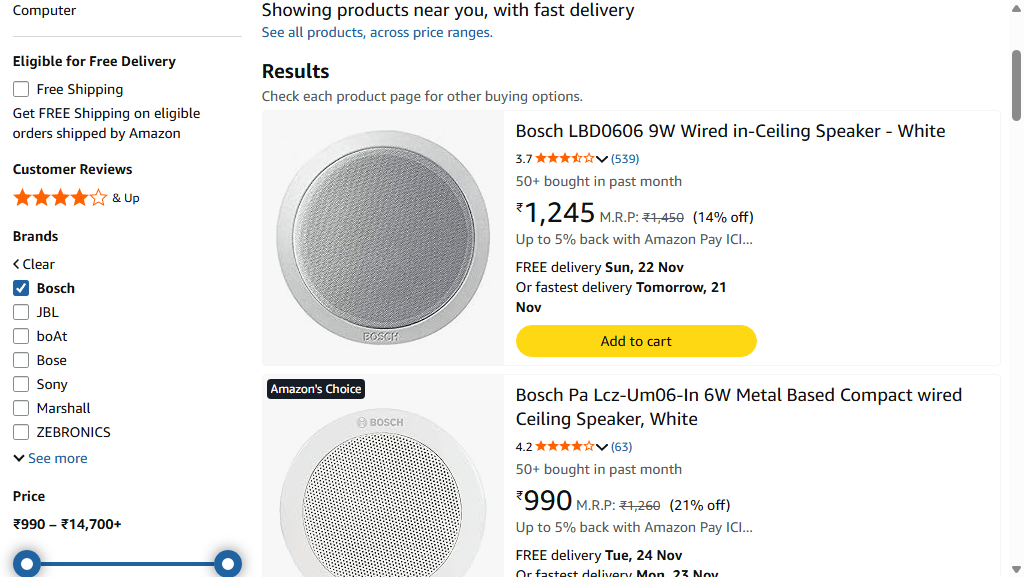 Computer
Eligible for Free Delivery
Free Shipping
Get FREE Shipping on eligible
orders shipped by Amazon
Customer Reviews
& Up
Brands
Clear
Bosch
JBL
boAt
Bose
Sony
Marshall
ZEBRONICS
See more
Price
₹990 – ₹14,700+
Showing products near you, with fast delivery
See all products, across price ranges.
Results
Check each product page for other buying options.
BOSCH
Bosch LBD0606 9W Wired in-Ceiling Speaker - White
3.7 (539)
50+ bought in past month
₹1,245 M.R.P: ₹1,450 (14% off)
Up to 5% back with Amazon Pay ICI…
FREE delivery Sun, 22 Nov
Or fastest delivery Tomorrow, 21
Nov
Add to cart
Amazon's Choice
BOSCH
Bosch Pa Lcz-Um06-In 6W Metal Based Compact wired
Ceiling Speaker, White
4.2 (63)
50+ bought in past month
₹990 M.R.P: ₹1,260 (21% off)
Up to 5% back with Amazon Pay ICI…
FREE delivery Tue, 24 Nov
Or fastest delivery Mon, 23 Nov